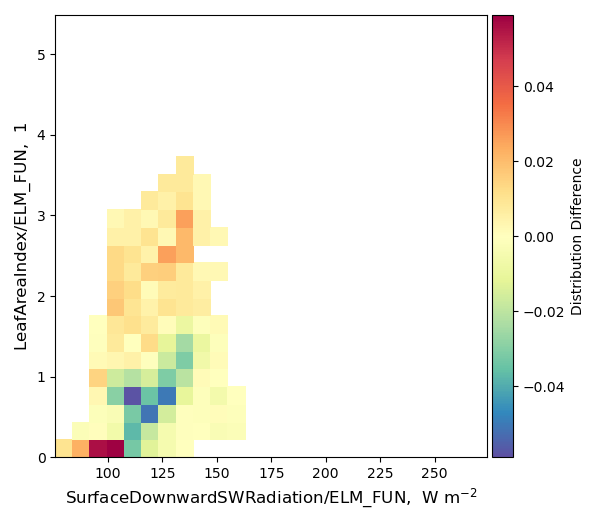 5
4
3
2
1
0
LeafAreaIndex/ELM_FUN, 1
100 125 150 175 200 225 250
SurfaceDownwardSWRadiation/ELM_FUN, W m⁻²
0.04
0.02
0.00
−0.02
−0.04
Distribution Difference